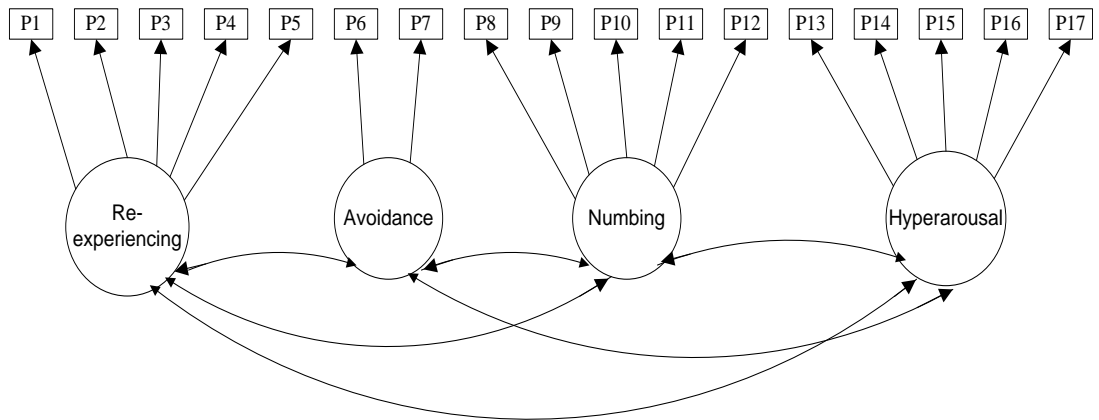 P1 P2 P3 P4 P5 P6 P7 P8 P9 P10 P11 P12 P13 P14 P15 P16 P17
Re-
experiencing
Avoidance
Numbing
Hyperarousal